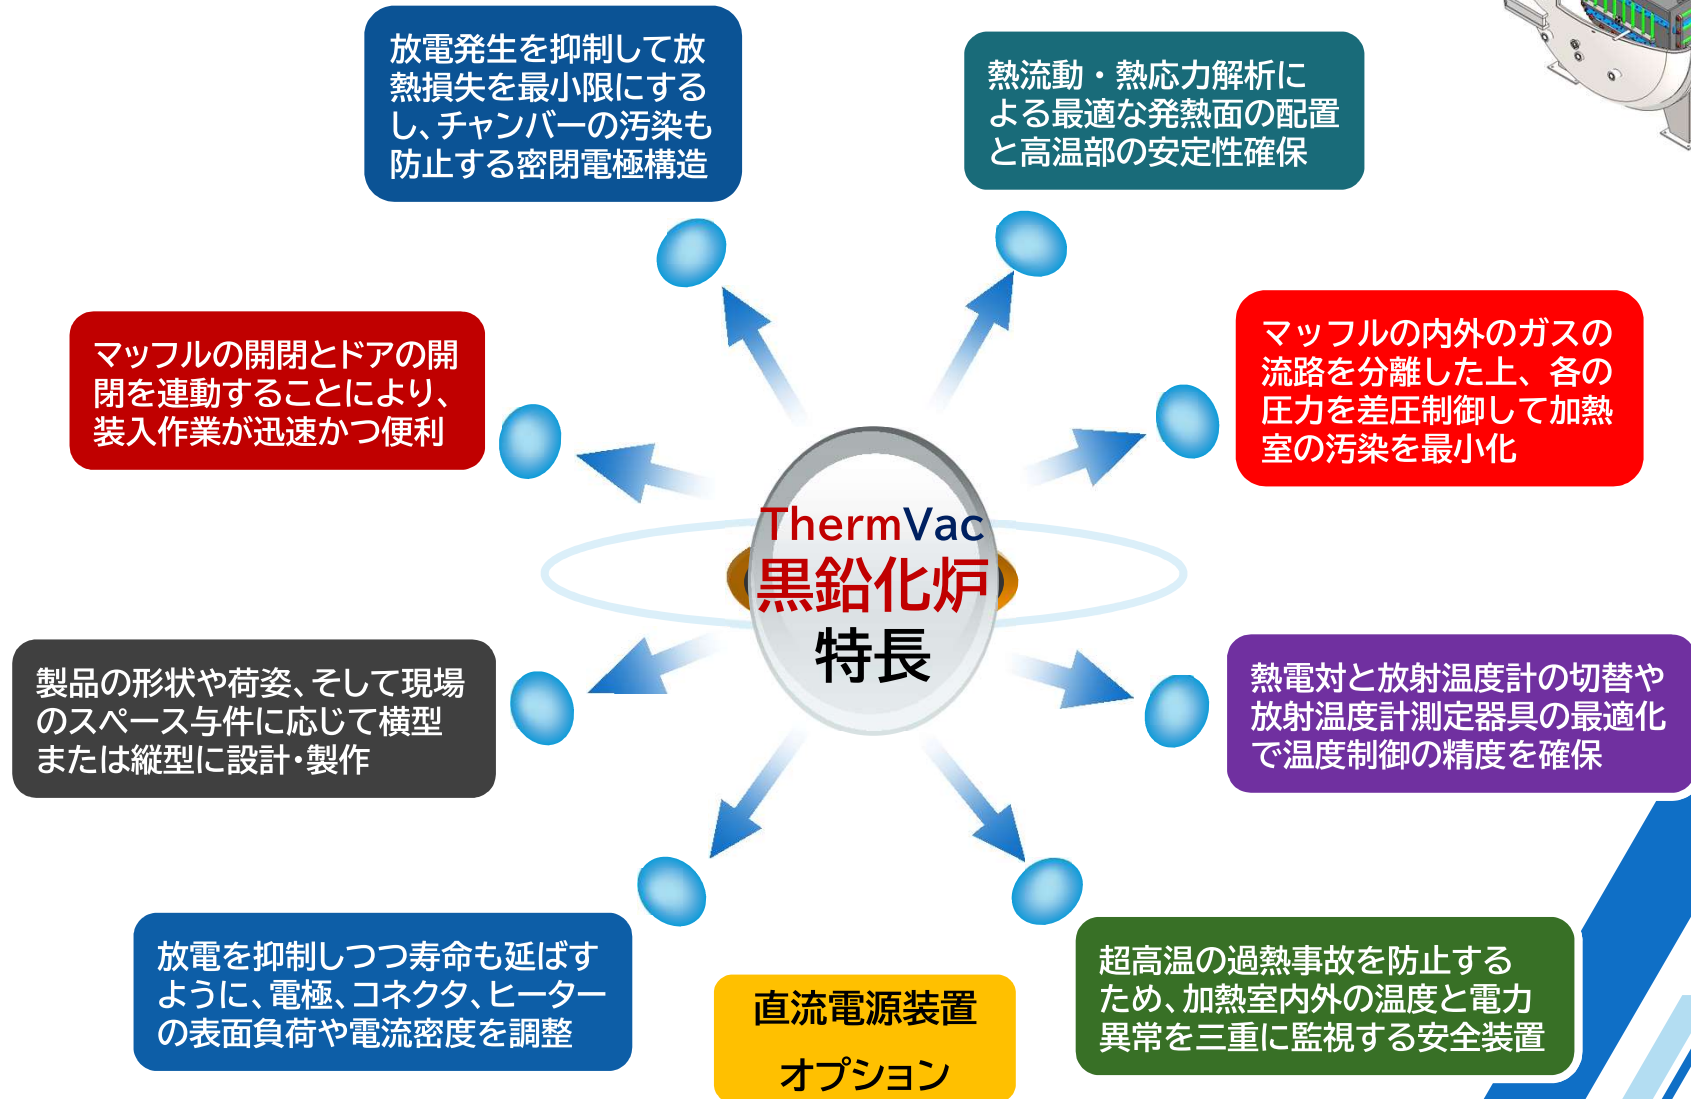 放電発生を抑制して放
熱損失を最小限にする
し、チャンバーの汚染も
防止する密閉電極構造
熱流動・熱応力解析に
よる最適な発熱面の配置
と高温部の安定性確保
マッフルの開閉とドアの開
閉を連動することにより、
装入作業が迅速かつ便利
マッフルの内外のガスの
流路を分離した上、各の
圧力を差圧制御して加熱
室の汚染を最小化
ThermVac
黒鉛化炉
特長
製品の形状や荷姿、そして現場
のスペース与件に応じて横型
または縦型に設計・製作
熱電対と放射温度計の切替や
放射温度計測定器具の最適化
で温度制御の精度を確保
放電を抑制しつつ寿命も延ばす
ように、電極、コネクタ、ヒーター
の表面負荷や電流密度を調整
直流電源装置
オプション
超高温の過熱事故を防止する
ため、加熱室内外の温度と電力
異常を三重に監視する安全装置